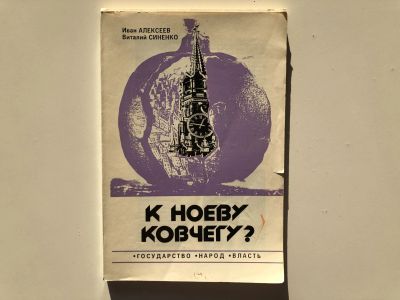 Иван АЛЕКСЕЕВ
Виталий СИНЕНКО
К НОЕВУ
КОВЧЕГУ?
•ГОСУДАРСТВО •НАРОД •ВЛАСТЬ